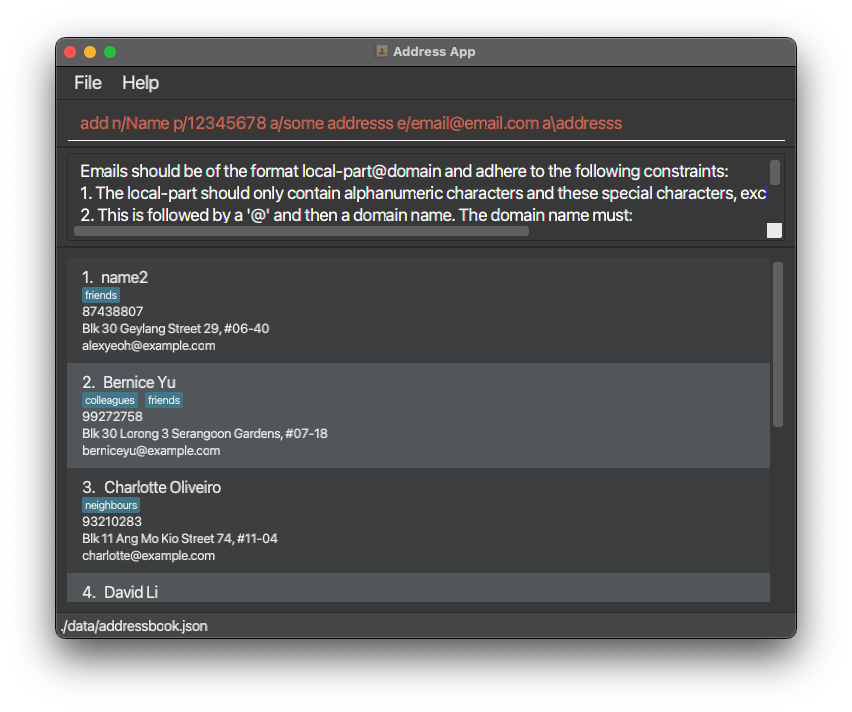 Address App
File Help
add n/Name p/12345678 a/some addresss e/email@email.com a\addresss
Emails should be of the format local-part@domain and adhere to the following constraints:
1. The local-part should only contain alphanumeric characters and these special characters, exc
2. This is followed by a '@' and then a domain name. The domain name must:
1. name2
friends
87438807
Blk 30 Geylang Street 29, #06-40
alexyeoh@example.com
2. Bernice Yu
colleagues friends
99272758
Blk 30 Lorong 3 Serangoon Gardens, #07-18
berniceyu@example.com
3. Charlotte Oliveiro
neighbours
93210283
Blk 11 Ang Mo Kio Street 74, #11-04
charlotte@example.com
4. David Li
./data/addressbook.json